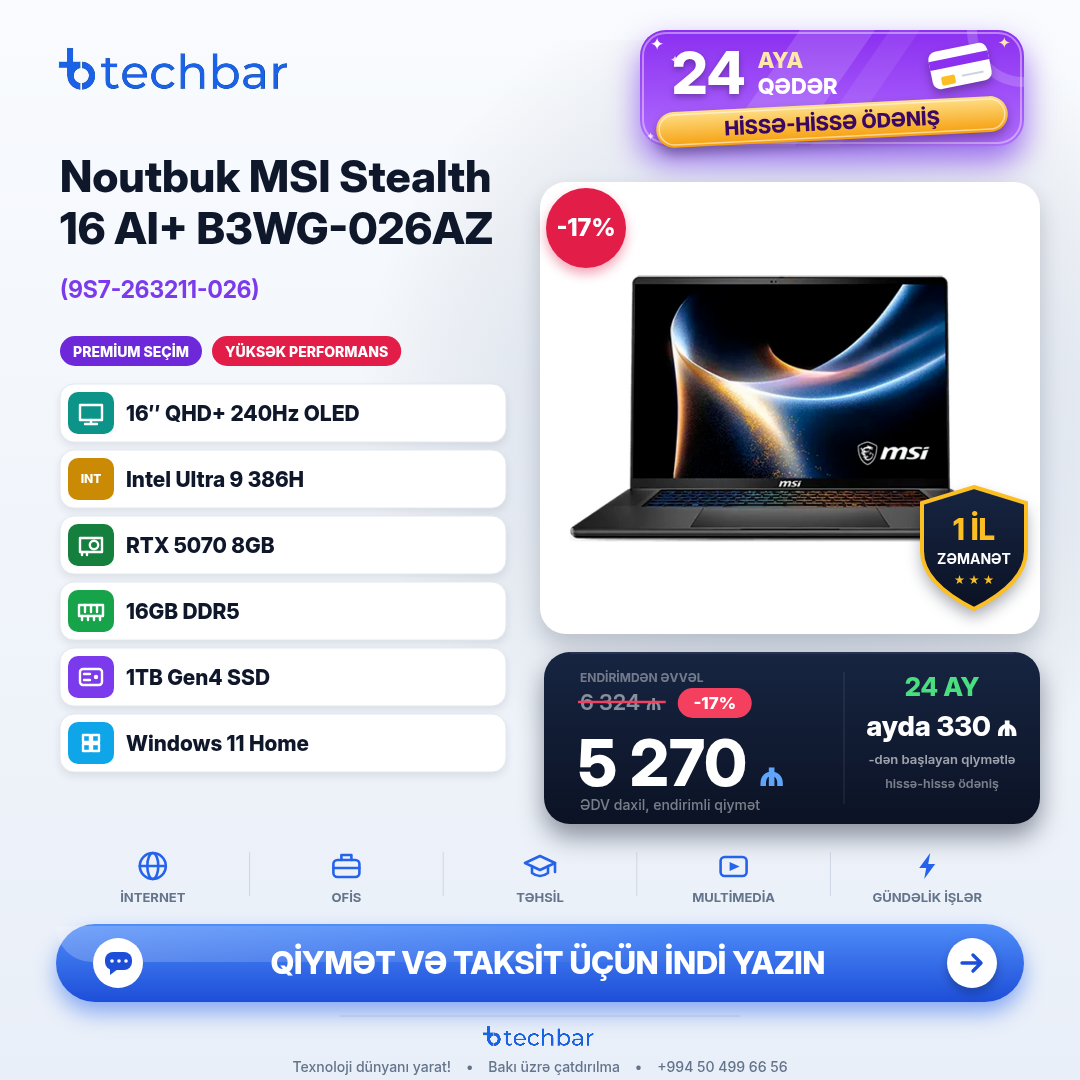 techbar
24 AYA
QƏDƏR
HİSSƏ-HİSSƏ ÖDƏNİŞ
Noutbuk MSI Stealth
16 AI+ B3WG-026AZ
(9S7-263211-026)
PREMİUM SEÇİM
YÜKSƏK PERFORMANS
16″ QHD+ 240Hz OLED
INT
Intel Ultra 9 386H
RTX 5070 8GB
16GB DDR5
1TB Gen4 SSD
Windows 11 Home
-17%
msi
msi
1 İL
ZƏMANƏT
ENDİRİMDƏN ƏVVƏL
6 324 ₼
-17%
5 270 ₼
ƏDV daxil, endirimli qiymət
24 AY
ayda 330 ₼
-dən başlayan qiymətlə
hissə-hissə ödəniş
İNTERNET
OFİS
TƏHSİL
MULTİMEDİA
GÜNDƏLİK İŞLƏR
QİYMƏT VƏ TAKSİT ÜÇÜN İNDİ YAZIN
techbar
Texnoloji dünyanı yarat! • Bakı üzrə çatdırılma • +994 50 499 66 56